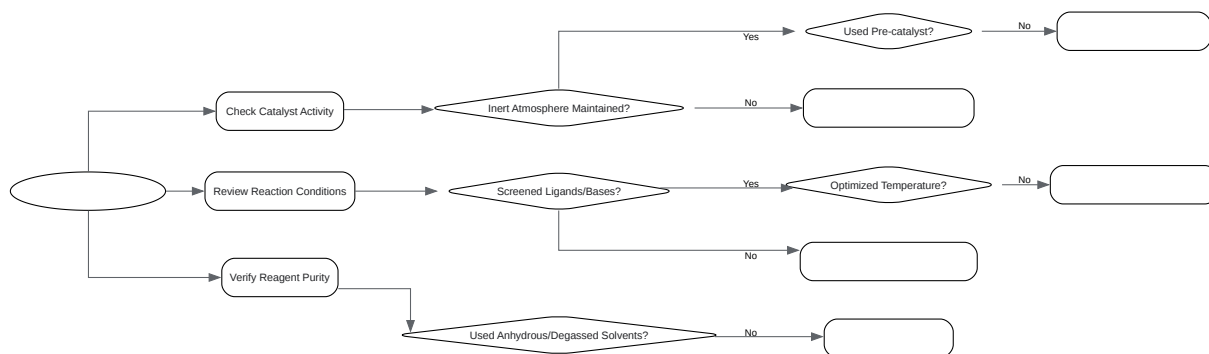 Used Pre-catalyst?
No
Yes
Check Catalyst Activity
Inert Atmosphere Maintained?
No
Review Reaction Conditions
Screened Ligands/Bases?
Yes
Optimized Temperature?
No
No
Verify Reagent Purity
Used Anhydrous/Degassed Solvents?
No